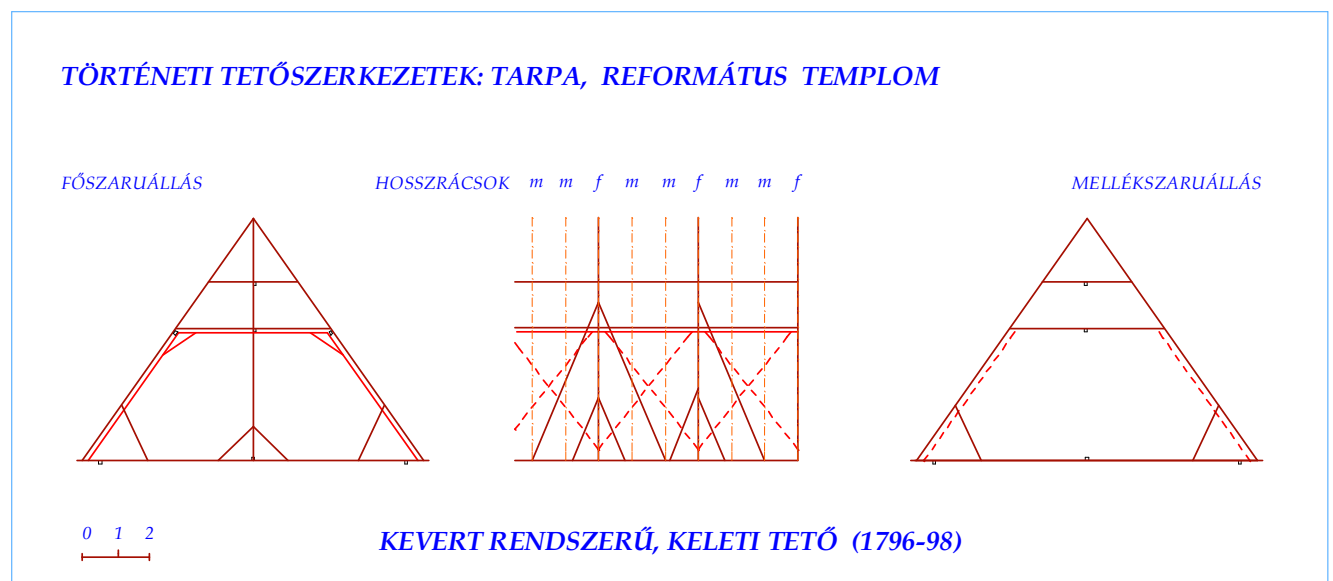 TÖRTÉNETI TETŐSZERKEZETEK: TARPA, REFORMÁTUS TEMPLOM
FŐSZARUÁLLÁS HOSSZRÁCSOK m m f m m f m m f MELLÉKSZARUÁLLÁS
0 1 2
KEVERT RENDSZERŰ, KELETI TETŐ (1796-98)